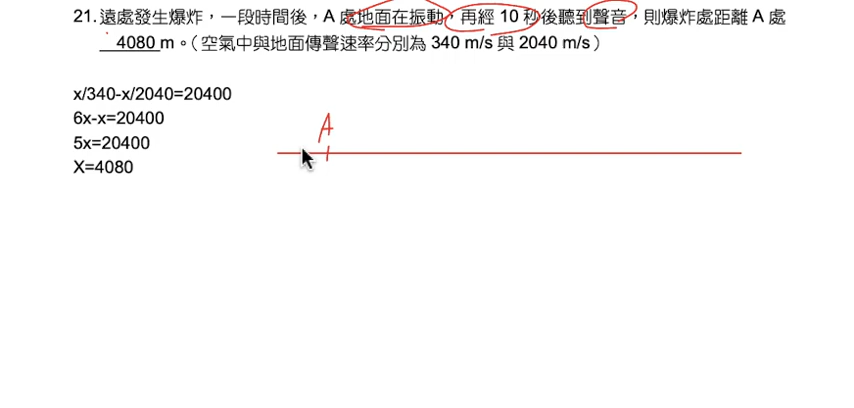 21.遠處發生爆炸，一段時間後，A 處地面在振動，再經 10 秒後聽到聲音，則爆炸處距離 A 處
4080 m。（空氣中與地面傳聲速率分別為 340 m/s 與 2040 m/s）
x/340-x/2040=20400
6x-x=20400
5x=20400
X=4080
A